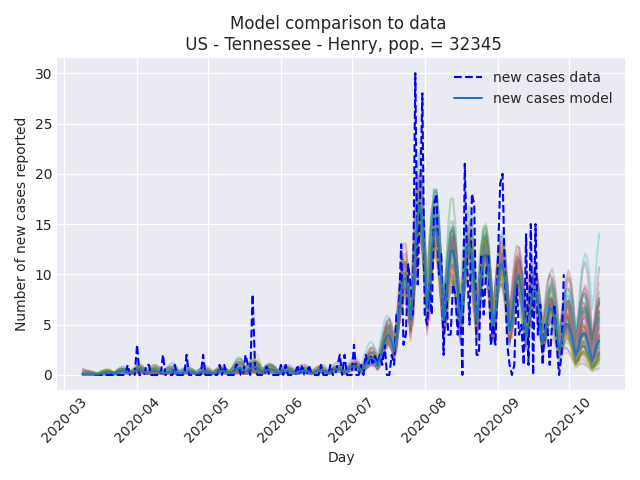 Model comparison to data
US - Tennessee - Henry, pop. = 32345
new cases data
new cases model
Number of new cases reported
30
25
20
15
10
5
0
2020-03
2020-04
2020-05
2020-06
2020-07
2020-08
2020-09
2020-10
Day